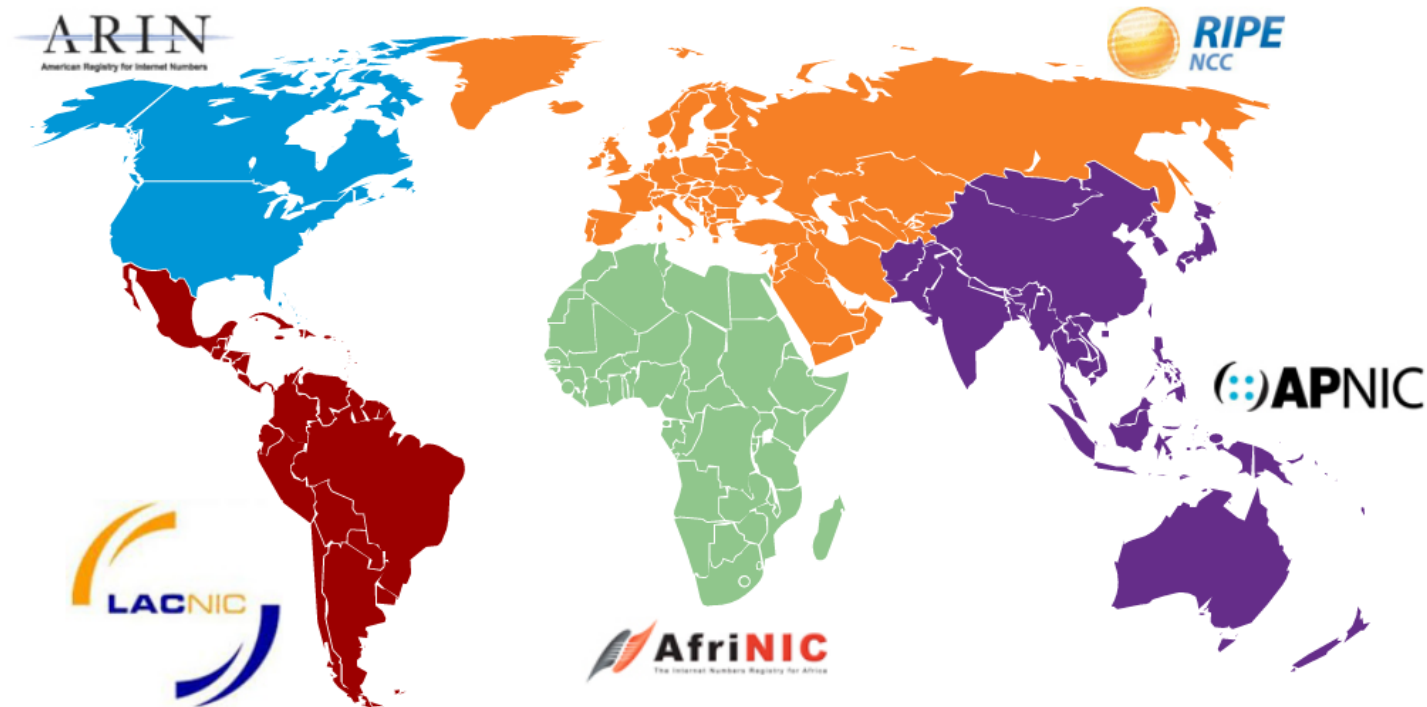 ARIN
American Registry for Internet Numbers
RIPE
NCC
APNIC
LACNIC
AfriNIC
The Internet Numbers Registry for Africa